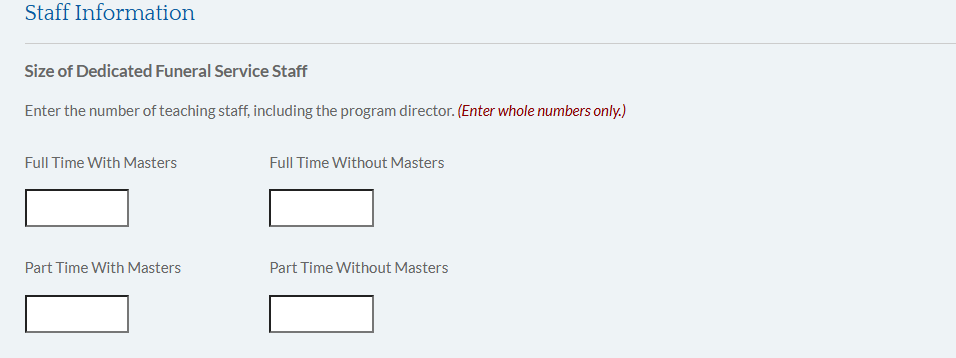 Staff Information
Size of Dedicated Funeral Service Staff
Enter the number of teaching staff, including the program director. (Enter whole numbers only.)
Full Time With Masters
Full Time Without Masters
Part Time With Masters
Part Time Without Masters